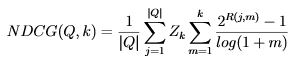 NDCG(Q, k) = \frac{1}{|Q|} \sum_{j=1}^{|Q|} Z_k \sum_{m=1}^{k} \frac{2^{R(j,m)} - 1}{log(1 + m)}